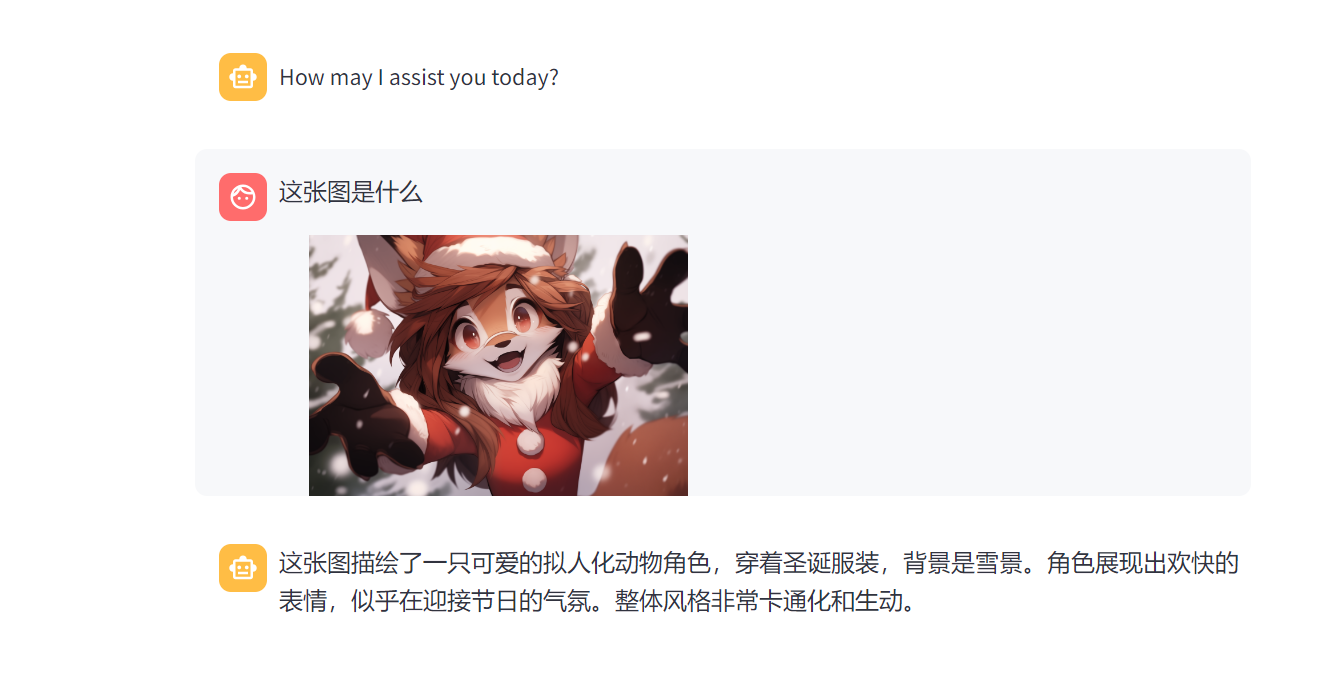 How may I assist you today?
这张图是什么
这张图描绘了一只可爱的拟人化动物角色，穿着圣诞服装，背景是雪景。角色展现出欢快的
表情，似乎在迎接节日的气氛。整体风格非常卡通化和生动。